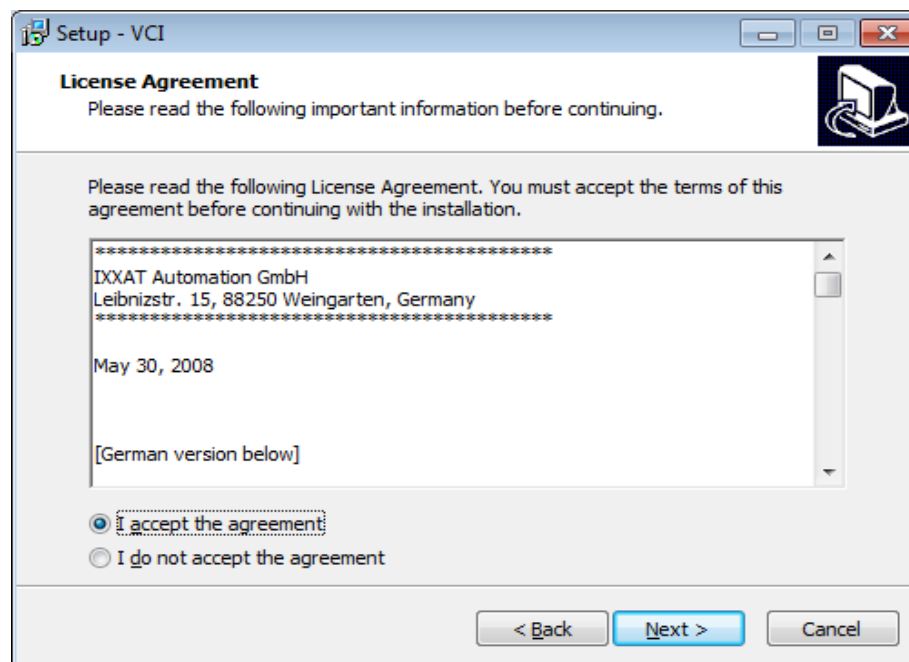 Setup - VCI
License Agreement
Please read the following important information before continuing.
Please read the following License Agreement. You must accept the terms of this
agreement before continuing with the installation.
******************************************
IXXAT Automation GmbH
Leibnizstr. 15, 88250 Weingarten, Germany
******************************************
May 30, 2008
[German version below]
I accept the agreement
I do not accept the agreement
< Back
Next >
Cancel